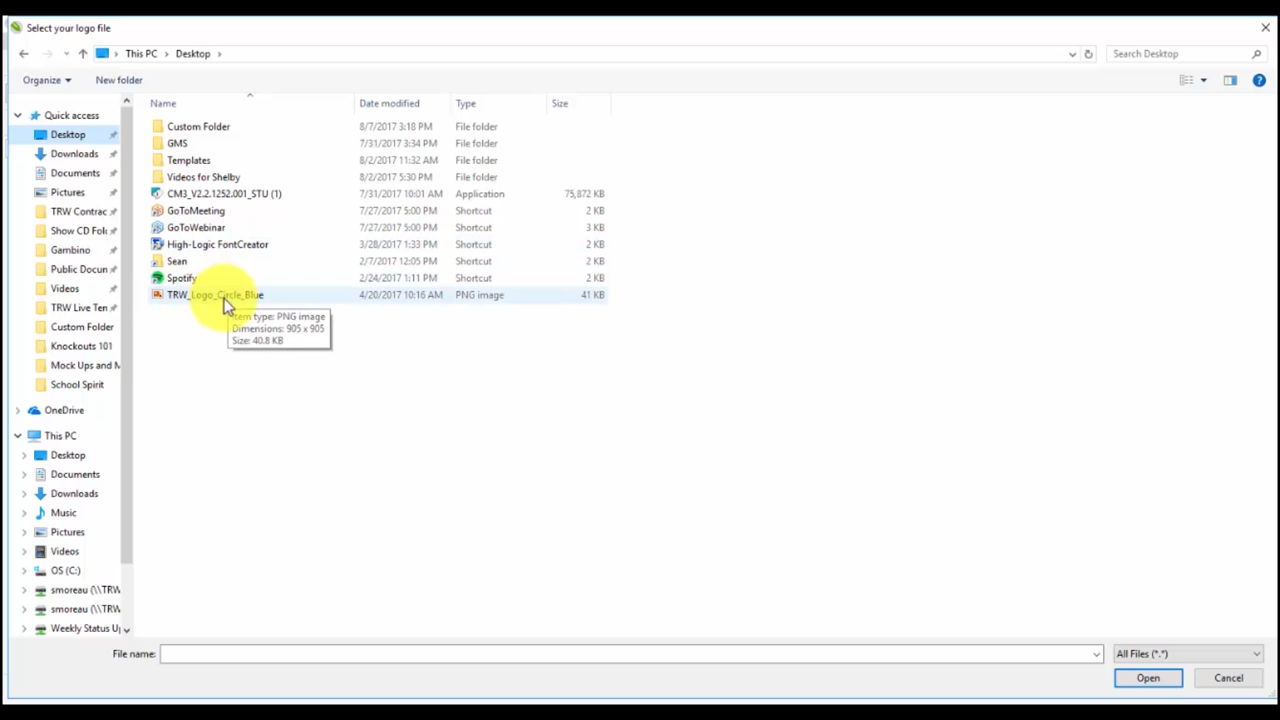 Select your logo file
This PC > Desktop >
Search Desktop
Organize
New folder
Name Date modified Type Size
Quick access
Desktop
Downloads
Documents
Pictures
TRW Contrac
Show CD Fol
Gambino
Public Docun
Videos
TRW Live Ten
Custom Folder
Knockouts 101
Mock Ups and M
School Spirit
OneDrive
This PC
Desktop
Documents
Downloads
Music
Pictures
Videos
OS (C:)
smoreau (\\TRW
smoreau (\\TRW
Weekly Status U
Custom Folder 8/7/2017 3:18 PM File folder
GMS 7/31/2017 3:34 PM File folder
Templates 8/2/2017 11:32 AM File folder
Videos for Shelby 8/2/2017 5:30 PM File folder
CM3_V2.2.1252.001_STU (1) 7/31/2017 10:01 AM Application 75,872 KB
GoToMeeting 7/27/2017 5:00 PM Shortcut 2 KB
GoToWebinar 7/27/2017 5:00 PM Shortcut 3 KB
High-Logic FontCreator 3/28/2017 1:33 PM Shortcut 2 KB
Sean 2/7/2017 12:05 PM Shortcut 2 KB
Spotify 2/24/2017 1:11 PM Shortcut 2 KB
TRW_Logo_Circle_Blue 4/20/2017 10:16 AM PNG image 41 KB
Item type: PNG image
Dimensions: 905 x 905
Size: 40.8 KB
File name:
All Files (*.*)
Open
Cancel